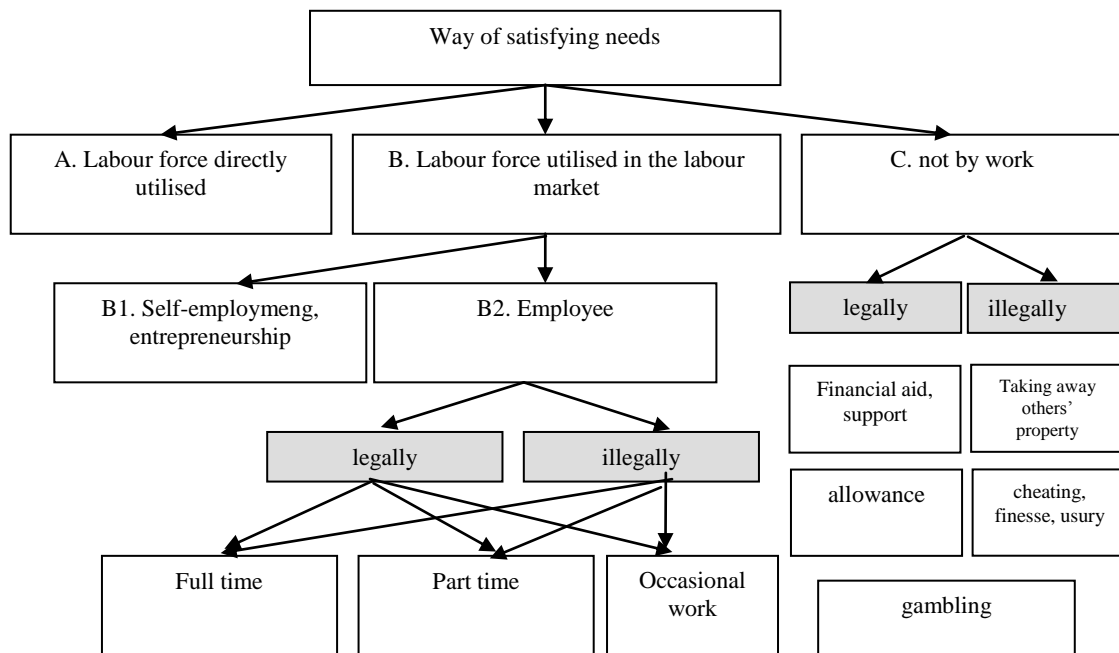 Way of satisfying needs
A. Labour force directly
utilised
B. Labour force utilised in the labour
market
C. not by work
B1. Self-employmeng,
entrepreneurship
B2. Employee
legally
illegally
Financial aid,
support
Taking away
others’
property
legally
illegally
allowance
cheating,
finesse, usury
Full time
Part time
Occasional
work
gambling